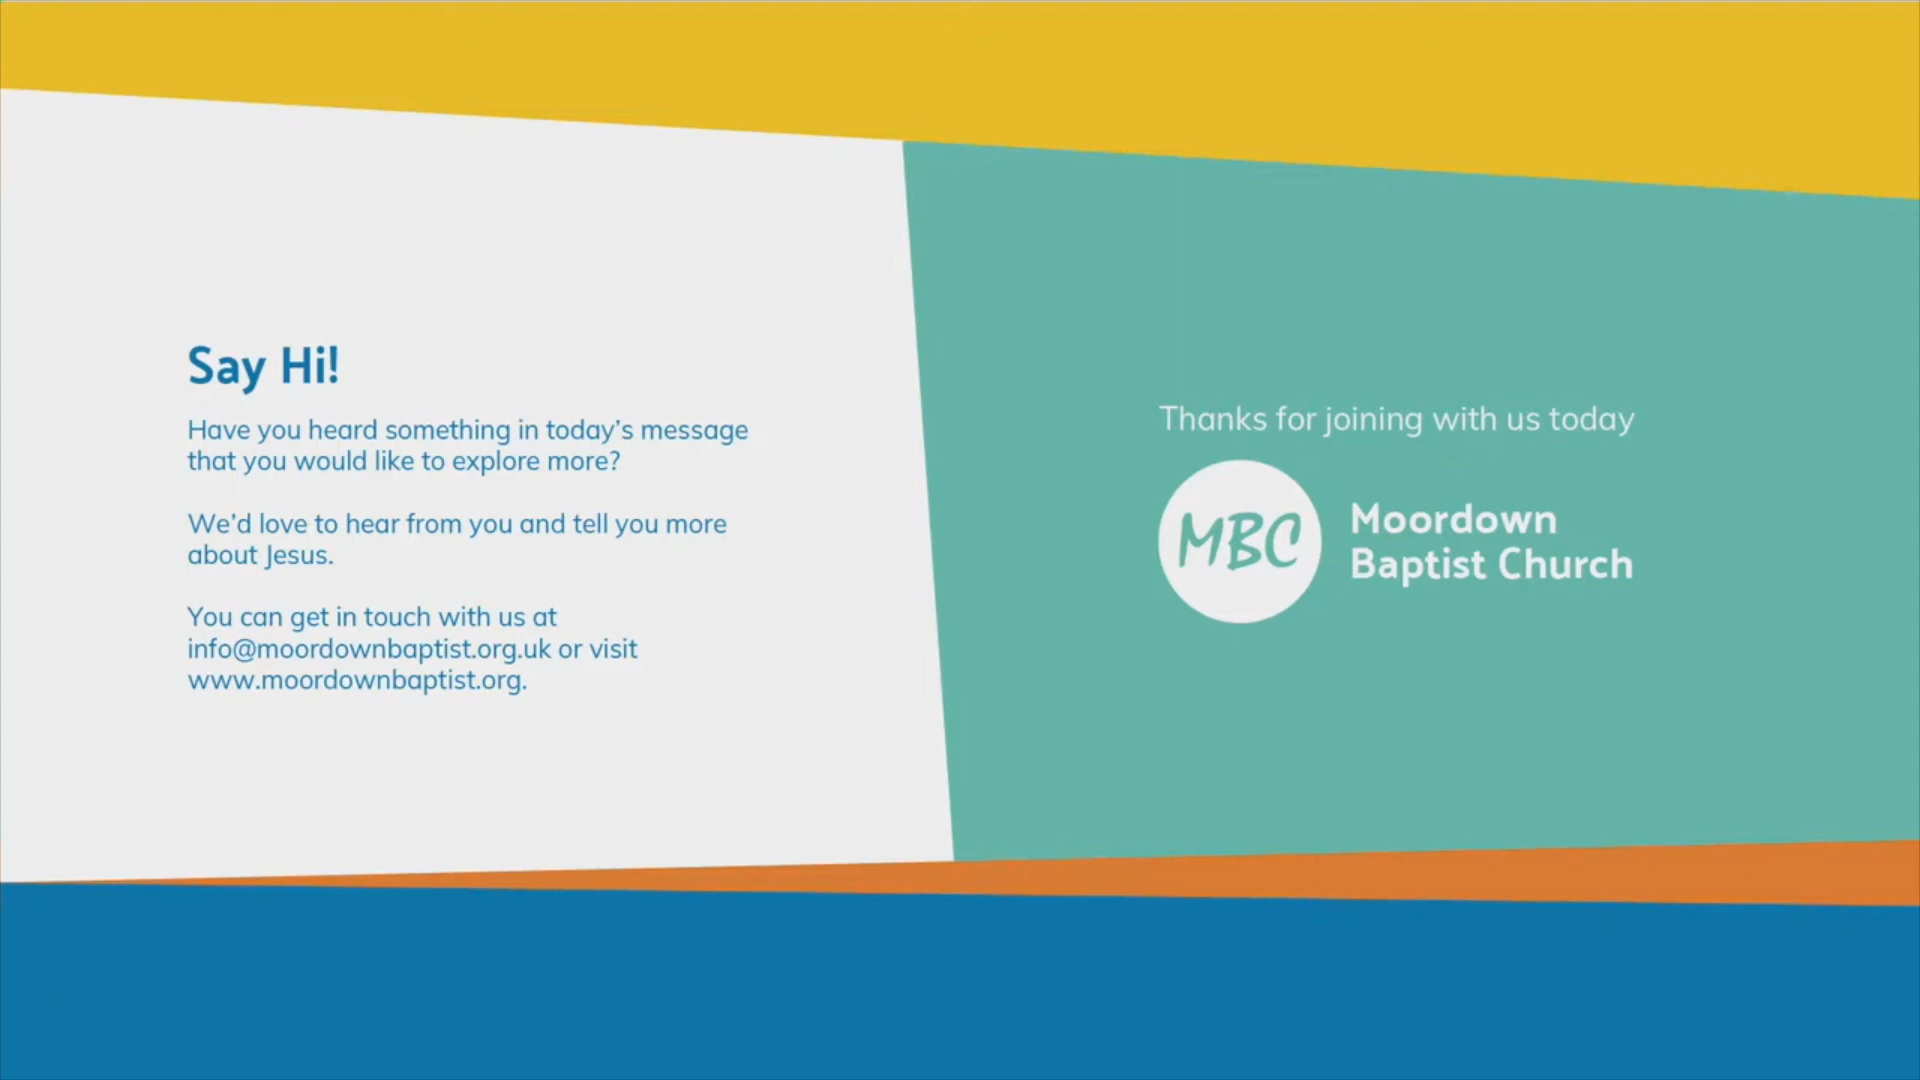 Say Hi!
Have you heard something in today's message
that you would like to explore more?
We'd love to hear from you and tell you more
about Jesus.
You can get in touch with us at
info@moordownbaptist.org.uk or visit
www.moordownbaptist.org.
Thanks for joining with us today
MBC
Moordown
Baptist Church